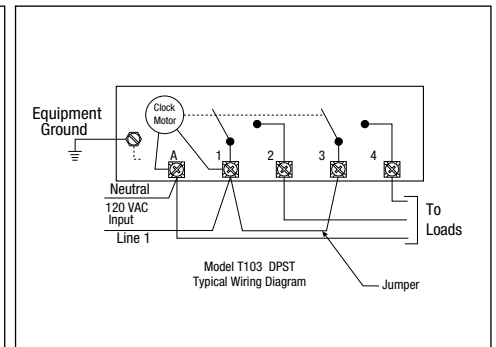 Equipment
Ground
Clock
Motor
A
1
2
3
4
Neutral
120 VAC
Input
Line 1
To
Loads
Model T103 DPST
Typical Wiring Diagram
Jumper